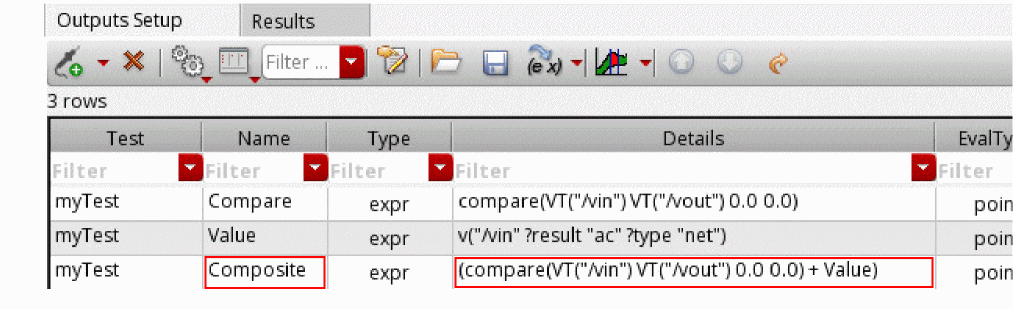 Outputs Setup Results
Filter ... (e x)
3 rows
Test Name Type Details EvalTy
Filter Filter Filter Filter Filter
myTest Compare expr compare(VT("/vin") VT("/vout") 0.0 0.0) poin
myTest Value expr v("/vin" ?result "ac" ?type "net") poin
myTest Composite expr (compare(VT("/vin") VT("/vout") 0.0 0.0) + Value) poin